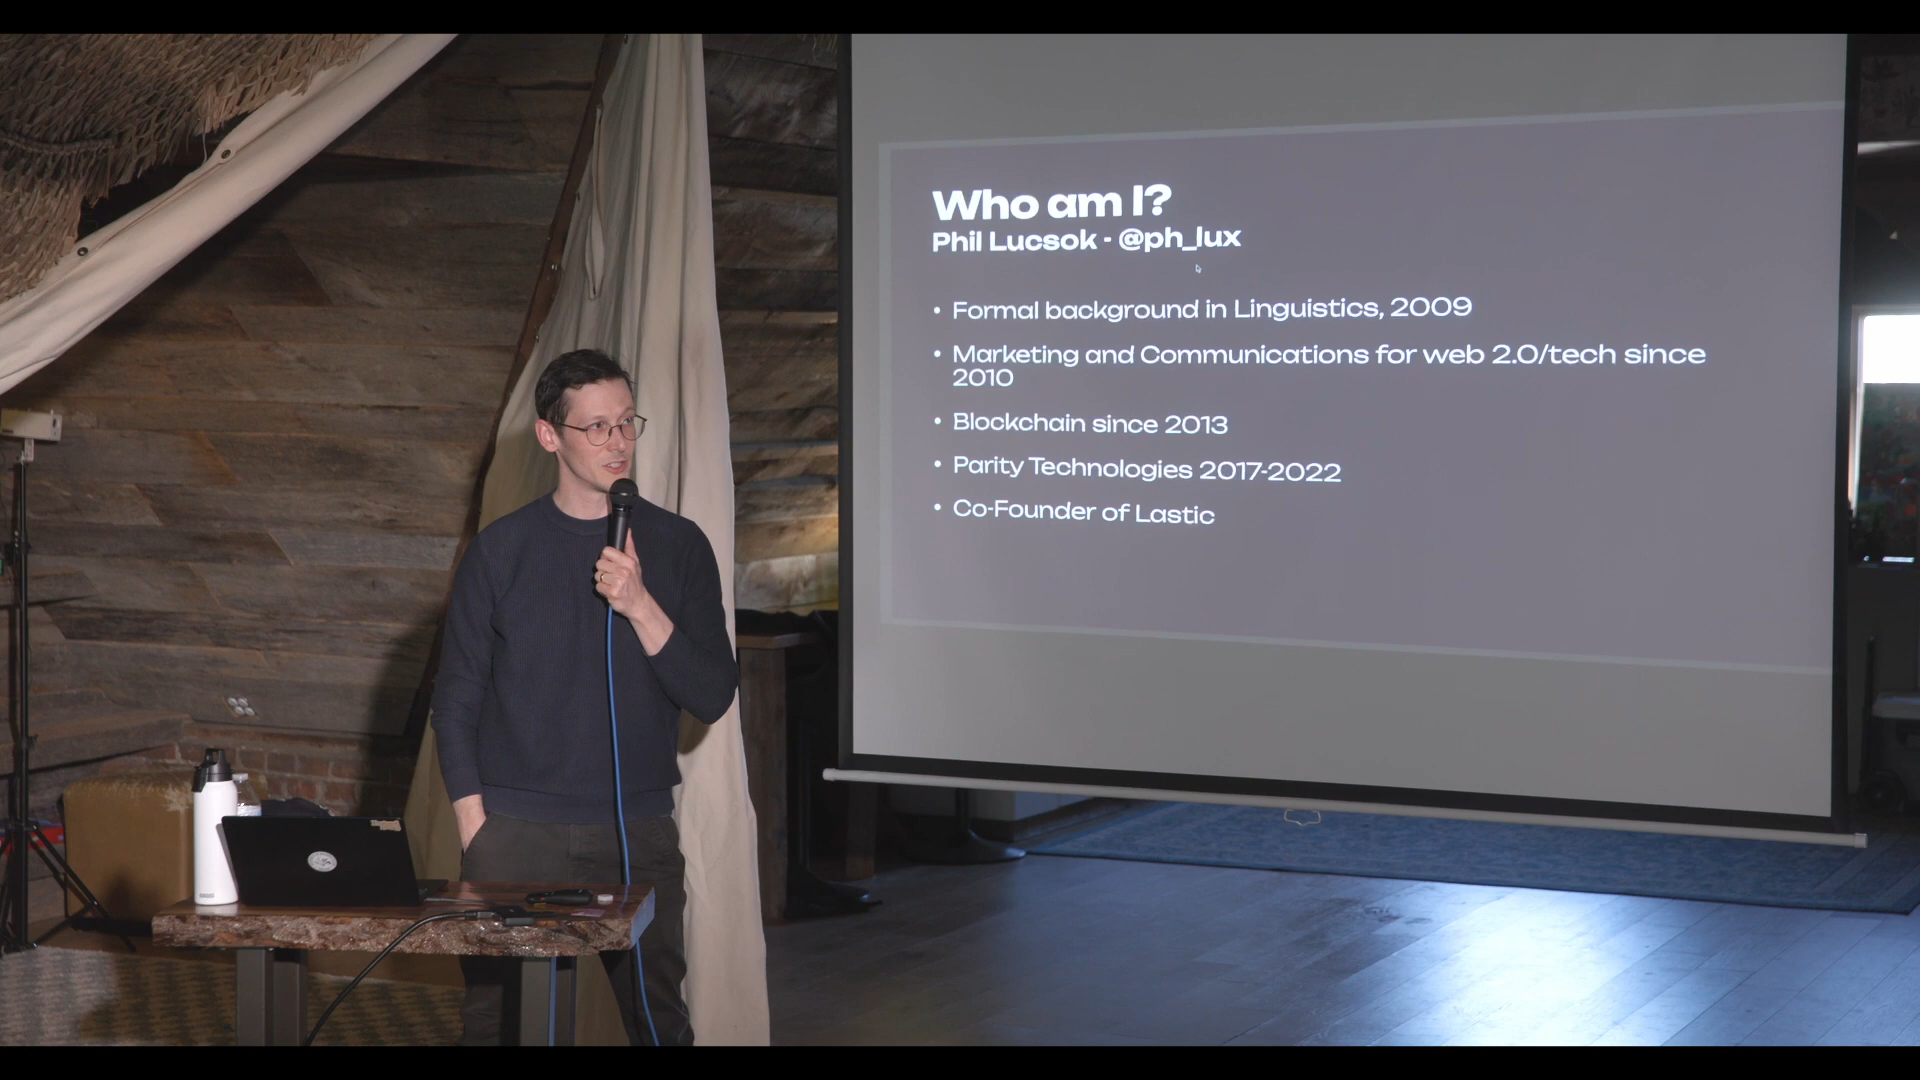 Who am I?
Phil Lucsok - @ph_lux
• Formal background in Linguistics, 2009
• Marketing and Communications for web 2.0/tech since
2010
• Blockchain since 2013
• Parity Technologies 2017-2022
• Co-Founder of Lastic